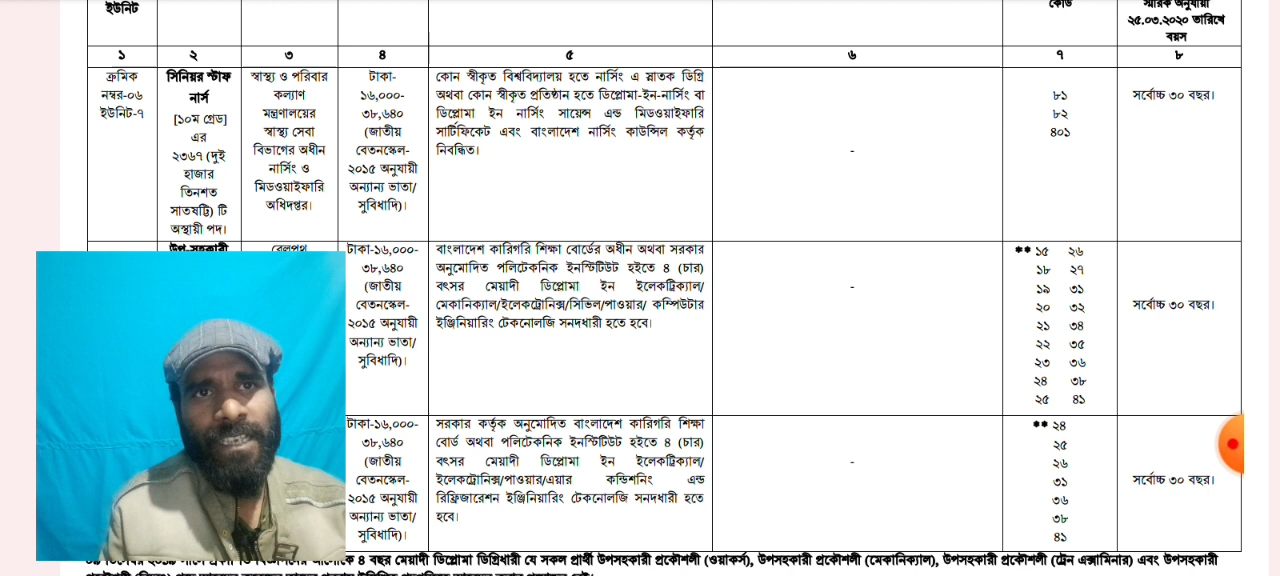 ইউনিট
কোড
স্মারক অনুযায়ী
২৫.০৩.২০২০ তারিখে
বয়স
১ ২ ৩ ৪ ৫ ৬ ৭ ৮
ক্রমিক
নম্বর-০৬
ইউনিট-৭
সিনিয়র স্টাফ
নার্স
[১০ম গ্রেড]
এর
২৩৬৭ (দুই
হাজার
তিনশত
সাতষট্টি) টি
অস্থায়ী পদ।
স্বাস্থ্য ও পরিবার
কল্যাণ
মন্ত্রণালয়ের
স্বাস্থ্য সেবা
বিভাগের অধীন
নার্সিং ও
মিডওয়াইফারি
অধিদপ্তর।
টাকা-
১৬,০০০-
৩৮,৬৪০
(জাতীয়
বেতনস্কেল-
২০১৫ অনুযায়ী
অন্যান্য ভাতা/
সুবিধাদি)।
কোন স্বীকৃত বিশ্ববিদ্যালয় হতে নার্সিং এ স্নাতক ডিগ্রি
অথবা কোন স্বীকৃত প্রতিষ্ঠান হতে ডিপ্লোমা-ইন-নার্সিং বা
ডিপ্লোমা ইন নার্সিং সায়েন্স এন্ড মিডওয়াইফারি
সার্টিফিকেট এবং বাংলাদেশ নার্সিং কাউন্সিল কর্তৃক
নিবন্ধিত।
-
৮১
৮২
৪০১
সর্বোচ্চ ৩০ বছর।
উপ-সহকারী
রেলপথ
টাকা-১৬,০০০-
৩৮,৬৪০
(জাতীয়
বেতনস্কেল-
২০১৫ অনুযায়ী
অন্যান্য ভাতা/
সুবিধাদি)।
বাংলাদেশ কারিগরি শিক্ষা বোর্ডের অধীন অথবা সরকার
অনুমোদিত পলিটেকনিক ইনস্টিটিউট হইতে ৪ (চার)
বৎসর মেয়াদী ডিপ্লোমা ইন ইলেকট্রিক্যাল/
মেকানিক্যাল/ইলেকট্রোনিক্স/সিভিল/পাওয়ার/ কম্পিউটার
ইঞ্জিনিয়ারিং টেকনোলজি সনদধারী হতে হবে।
-
** ১৫ ২৬
১৮ ২৭
১৯ ৩১
২০ ৩২
২১ ৩৪
২২ ৩৫
২৩ ৩৬
২৪ ৩৮
২৫ ৪১
সর্বোচ্চ ৩০ বছর।
টাকা-১৬,০০০-
৩৮,৬৪০
(জাতীয়
বেতনস্কেল-
২০১৫ অনুযায়ী
অন্যান্য ভাতা/
সুবিধাদি)।
সরকার কর্তৃক অনুমোদিত বাংলাদেশ কারিগরি শিক্ষা
বোর্ড অথবা পলিটেকনিক ইনস্টিটিউট হইতে ৪ (চার)
বৎসর মেয়াদী ডিপ্লোমা ইন ইলেকট্রিক্যাল/
ইলেকট্রোনিক্স/পাওয়ার/এয়ার কন্ডিশনিং এন্ড
রিফ্রিজারেশন ইঞ্জিনিয়ারিং টেকনোলজি সনদধারী হতে
হবে।
-
** ২৪
২৫
২৬
৩১
৩৬
৩৮
৪১
সর্বোচ্চ ৩০ বছর।
৪ বছর মেয়াদী ডিপ্লোমা ডিগ্রিধারী যে সকল প্রার্থী উপসহকারী প্রকৌশলী (ওয়ার্কস), উপসহকারী প্রকৌশলী (মেকানিক্যাল), উপসহকারী প্রকৌশলী (ট্রেন এক্সামিনার) এবং উপসহকারী